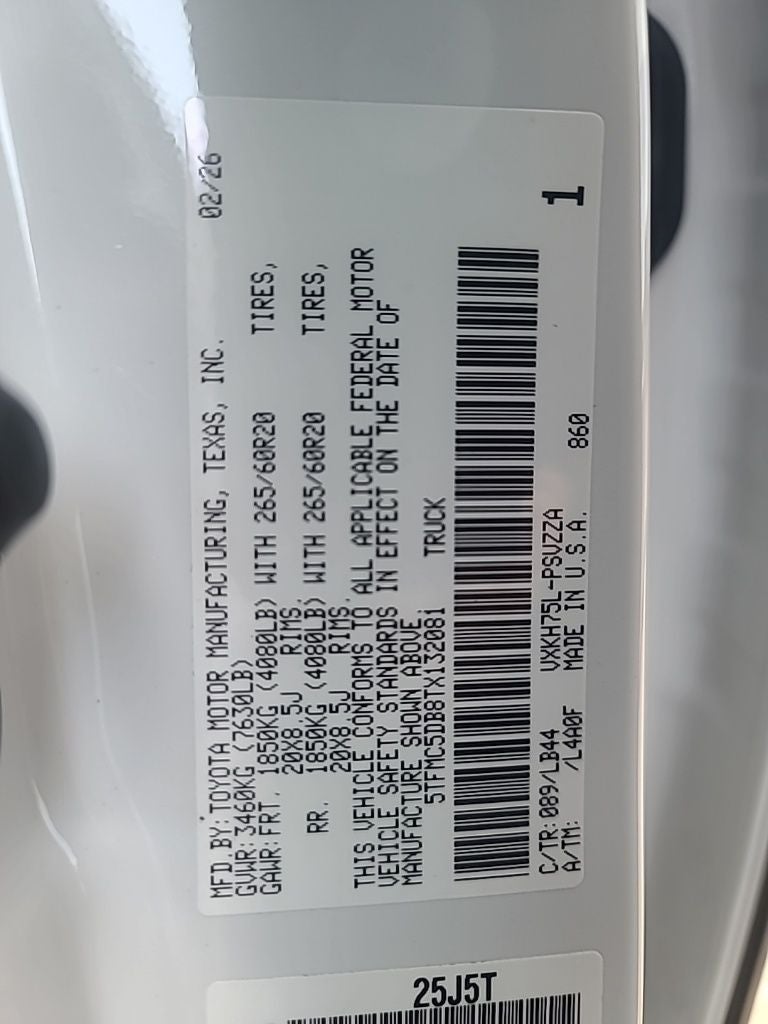 MFD.BY:TOYOTA MOTOR MANUFACTURING, TEXAS, INC. 02/26
GVWR:3460KG (7630LB)
GAWR:FRT. 1850KG (4080LB) WITH 265/60R20 TIRES,
20X8.5J RIMS.
RR. 1850KG (4080LB) WITH 265/60R20 TIRES,
20X8.5J RIMS.
THIS VEHICLE CONFORMS TO ALL APPLICABLE FEDERAL MOTOR
VEHICLE SAFETY STANDARDS IN EFFECT ON THE DATE OF
MANUFACTURE SHOWN ABOVE.
5TFMC5DB8TX132081 TRUCK
C/TR:089/LB44 VXKH75L-PSVZZA 1
A/TM: /L4A0F MADE IN U.S.A. 860
25J5T